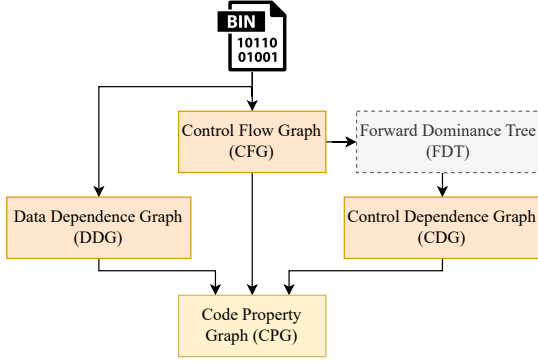 BIN
10110
01001
Control Flow Graph
(CFG)
Forward Dominance Tree
(FDT)
Data Dependence Graph
(DDG)
Control Dependence Graph
(CDG)
Code Property
Graph (CPG)